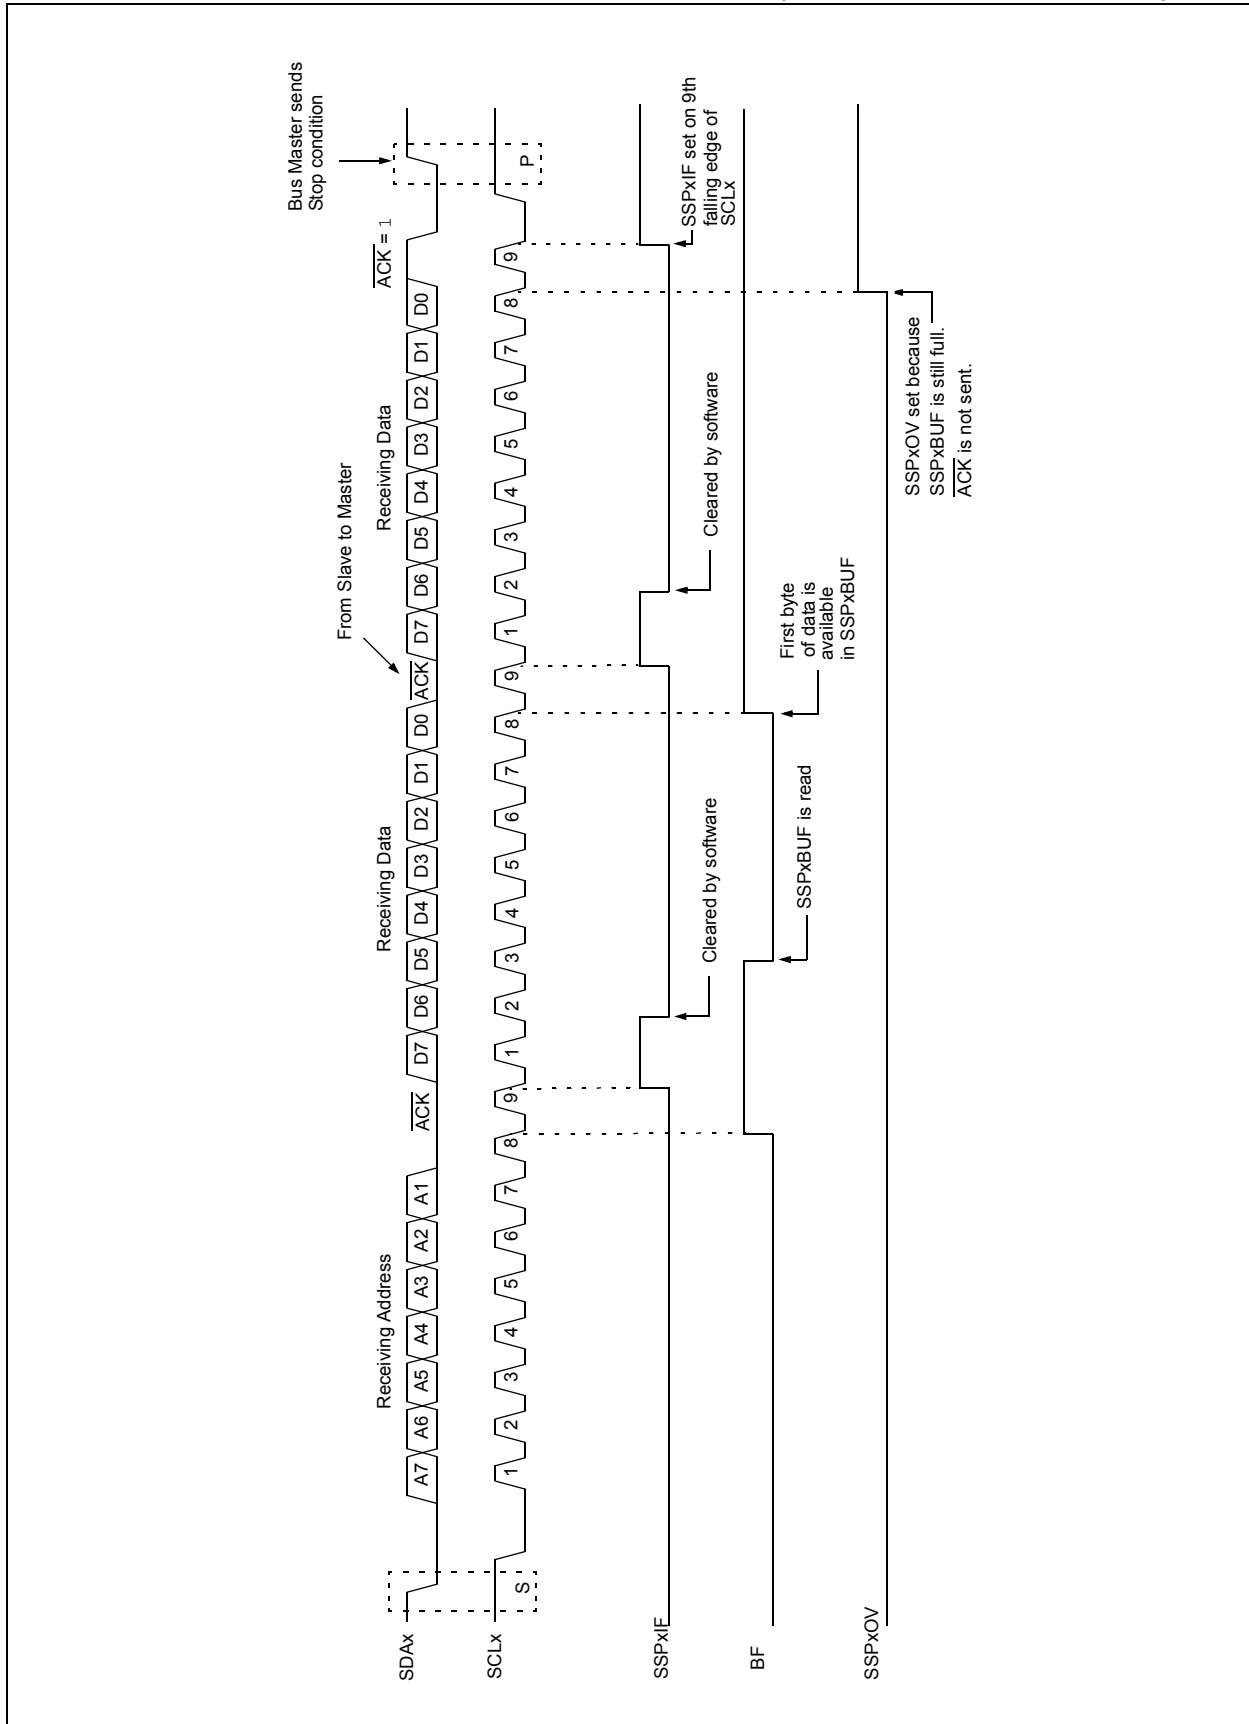 Bus Master sends
Stop condition
From Slave to Master
Receiving Address
Receiving Data
Receiving Data
ACK = 1
SDAx
A7 A6 A5 A4 A3 A2 A1
ACK
D7 D6 D5 D4 D3 D2 D1 D0
ACK
D7 D6 D5 D4 D3 D2 D1 D0
SCLx
S
1 2 3 4 5 6 7 8 9
1 2 3 4 5 6 7 8 9
1 2 3 4 5 6 7 8 9
P
SSPxIF
Cleared by software
Cleared by software
SSPxIF set on 9th
falling edge of
SCLx
BF
SSPxBUF is read
First byte
of data is
available
in SSPxBUF
SSPxOV
SSPxOV set because
SSPxBUF is still full.
ACK is not sent.